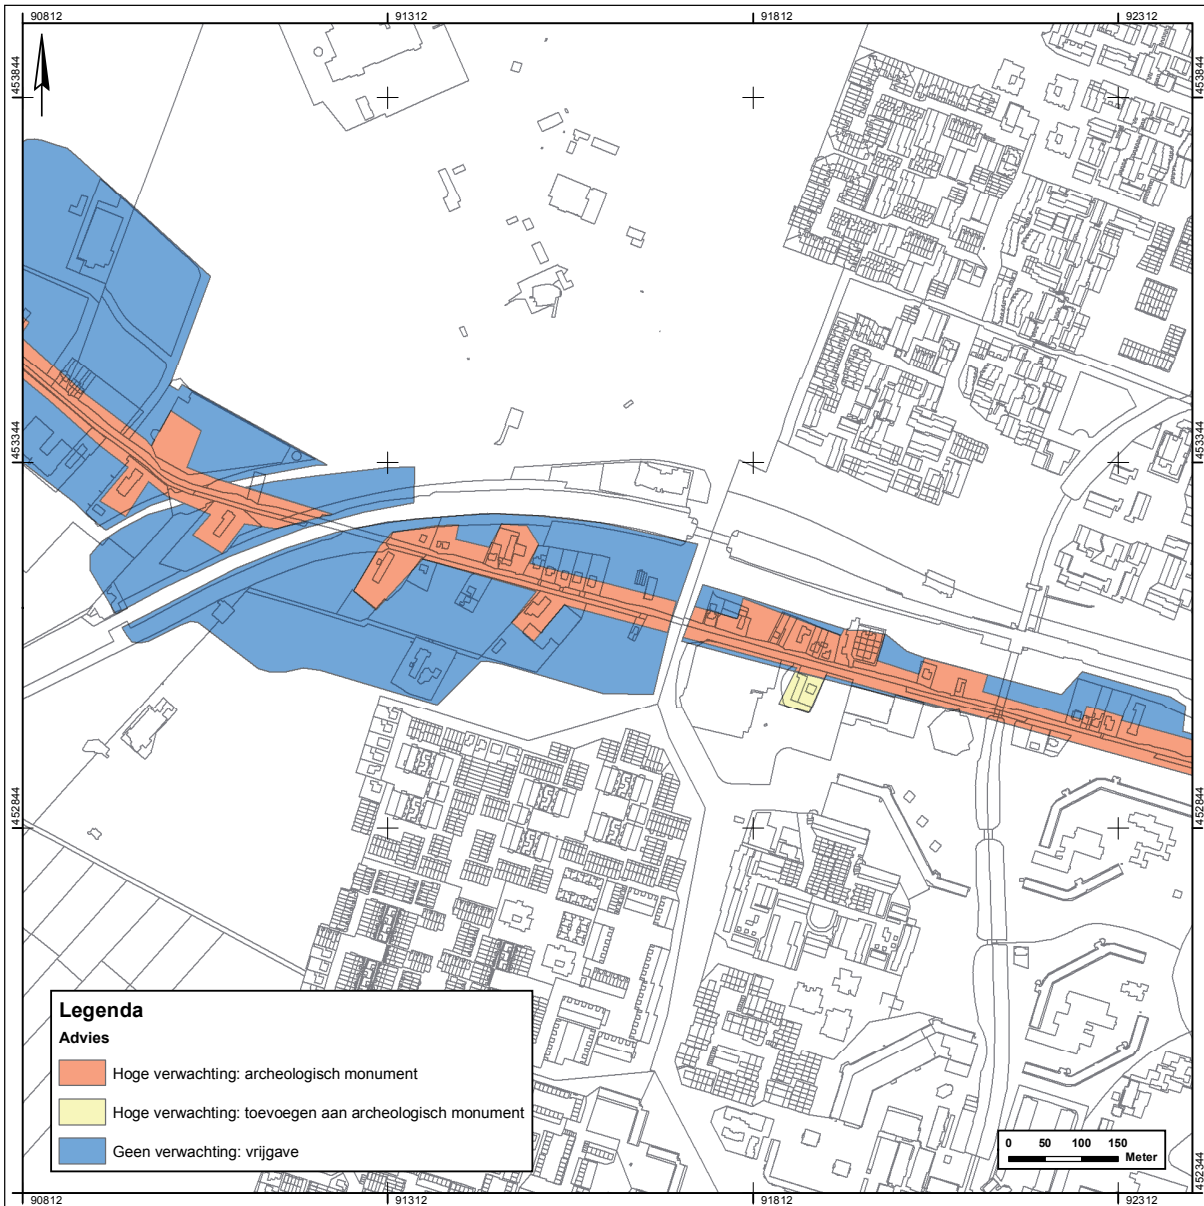 90812 91312 91812 92312
453844 453844
453344 453344
452844 452844
452344
Legenda
Advies
Hoge verwachting: archeologisch monument
Hoge verwachting: toevoegen aan archeologisch monument
Geen verwachting: vrijgave
0 50 100 150
Meter
90812 91312 91812 92312